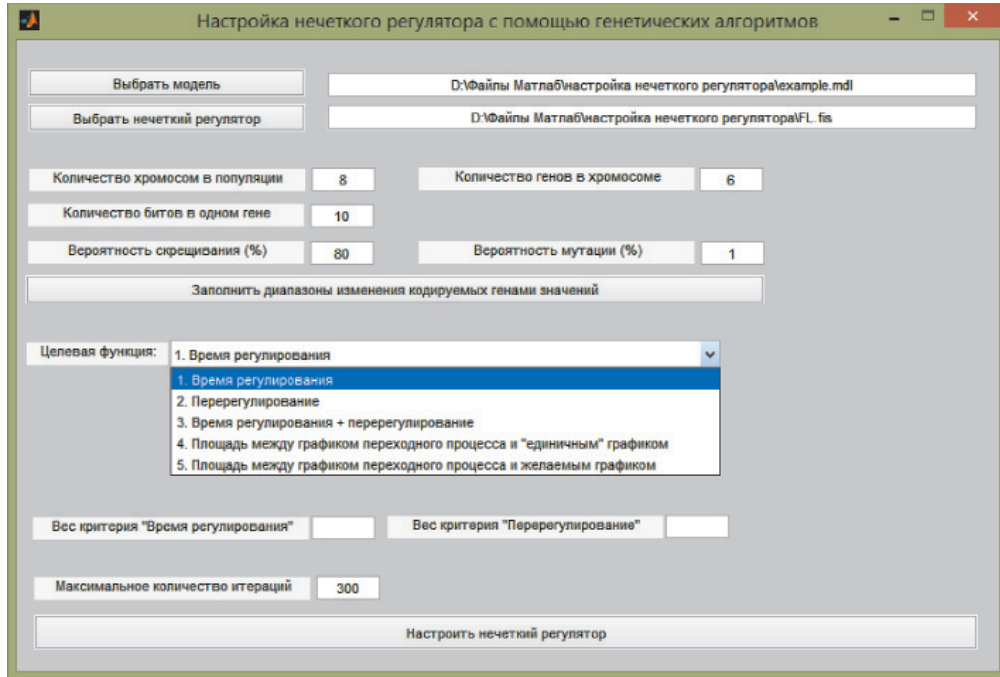 Настройка нечеткого регулятора с помощью генетических алгоритмов
Выбрать модель D:\Файлы Матлаб\настройка нечеткого регулятора\example.mdl
Выбрать нечеткий регулятор D:\Файлы Матлаб\настройка нечеткого регулятора\FL.fis
Количество хромосом в популяции 8 Количество генов в хромосоме 6
Количество битов в одном гене 10
Вероятность скрещивания (%) 80 Вероятность мутации (%) 1
Заполнить диапазоны изменения кодируемых генами значений
Целевая функция: 1. Время регулирования
1. Время регулирования
2. Перерегулирование
3. Время регулирования + перерегулирование
4. Площадь между графиком переходного процесса и "единичным" графиком
5. Площадь между графиком переходного процесса и желаемым графиком
Вес критерия "Время регулирования" Вес критерия "Перерегулирование"
Максимальное количество итераций 300
Настроить нечеткий регулятор